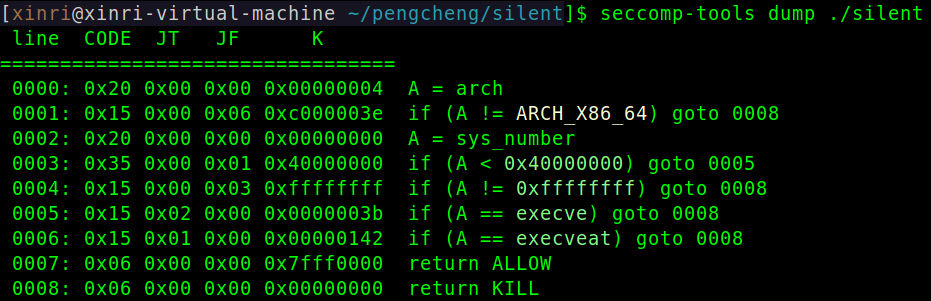 [xinri@xinri-virtual-machine ~/pengcheng/silent]$ seccomp-tools dump ./silent
 line  CODE  JT   JF      K
=================================
 0000: 0x20 0x00 0x00 0x00000004  A = arch
 0001: 0x15 0x00 0x06 0xc000003e  if (A != ARCH_X86_64) goto 0008
 0002: 0x20 0x00 0x00 0x00000000  A = sys_number
 0003: 0x35 0x00 0x01 0x40000000  if (A < 0x40000000) goto 0005
 0004: 0x15 0x00 0x03 0xffffffff  if (A != 0xffffffff) goto 0008
 0005: 0x15 0x02 0x00 0x0000003b  if (A == execve) goto 0008
 0006: 0x15 0x01 0x00 0x00000142  if (A == execveat) goto 0008
 0007: 0x06 0x00 0x00 0x7fff0000  return ALLOW
 0008: 0x06 0x00 0x00 0x00000000  return KILL